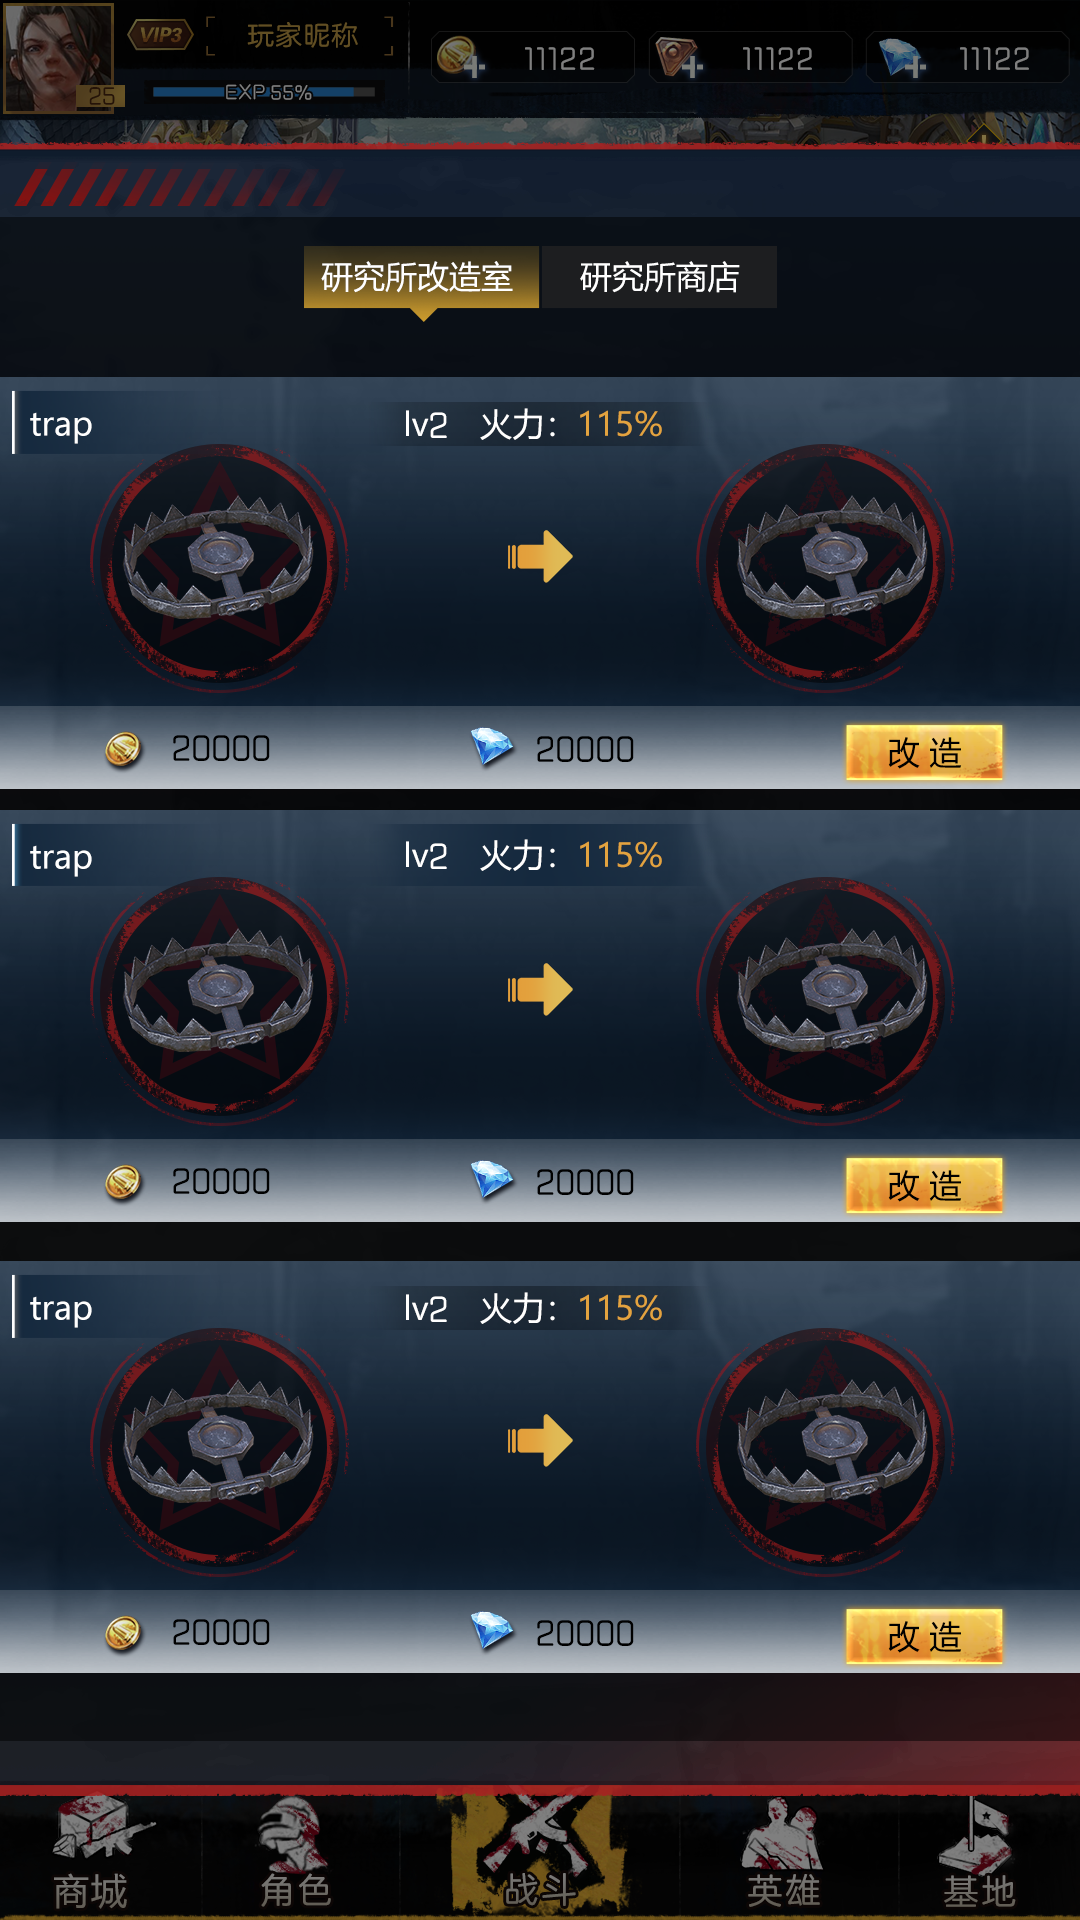 VIP3 玩家昵称
25 EXP 55%
11122 11122 11122
研究所改造室 研究所商店
trap lv2 火力：115%
20000 20000 改造
trap lv2 火力：115%
20000 20000 改造
trap lv2 火力：115%
20000 20000 改造
商城 角色 战斗 英雄 基地